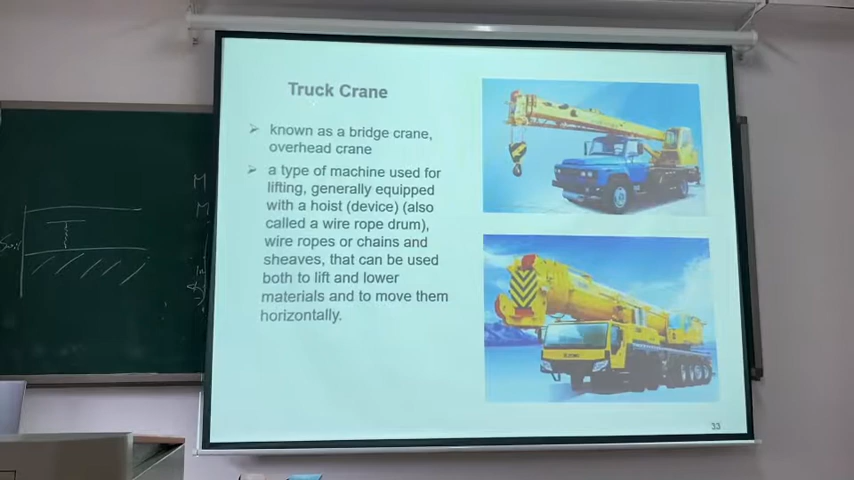 Truck Crane
➢ known as a bridge crane,
overhead crane
➢ a type of machine used for
lifting, generally equipped
with a hoist (device) (also
called a wire rope drum),
wire ropes or chains and
sheaves, that can be used
both to lift and lower
materials and to move them
horizontally.
33